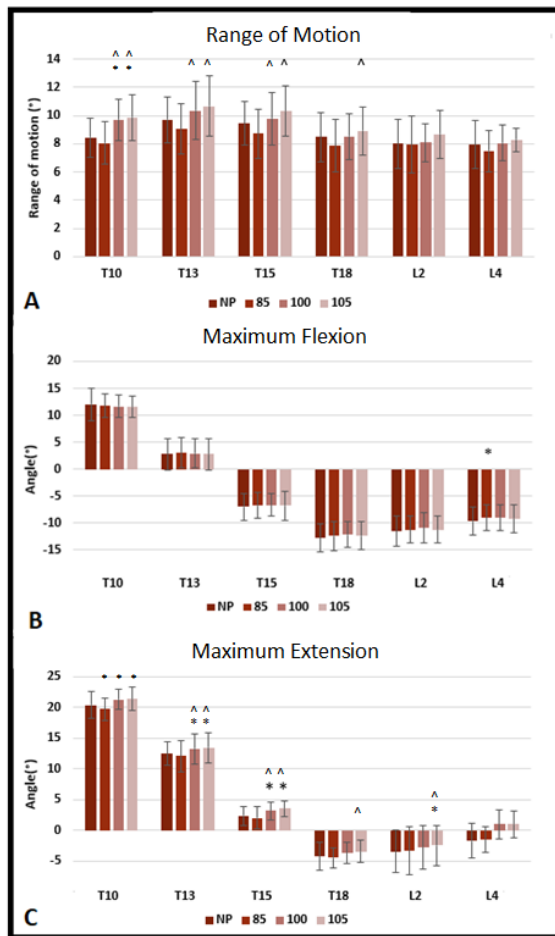 Range of Motion
^ ^ ^ ^ ^ ^ ^
* *
14
12
10
8
6
4
2
0
Range of motion (°)
T10 T13 T15 T18 L2 L4
A
NP 85 100 105
Maximum Flexion
20
15
10
5
0
-5
-10
-15
Angle(°)
*
T10 T13 T15 T18 L2 L4
NP 85 100 105
B
Maximum Extension
25
20
15
10
5
0
-5
Angle(°)
* * *
^ ^
* *
^ ^
* *
^
^
*
T10 T13 T15 T18 L2 L4
C
NP 85 100 105